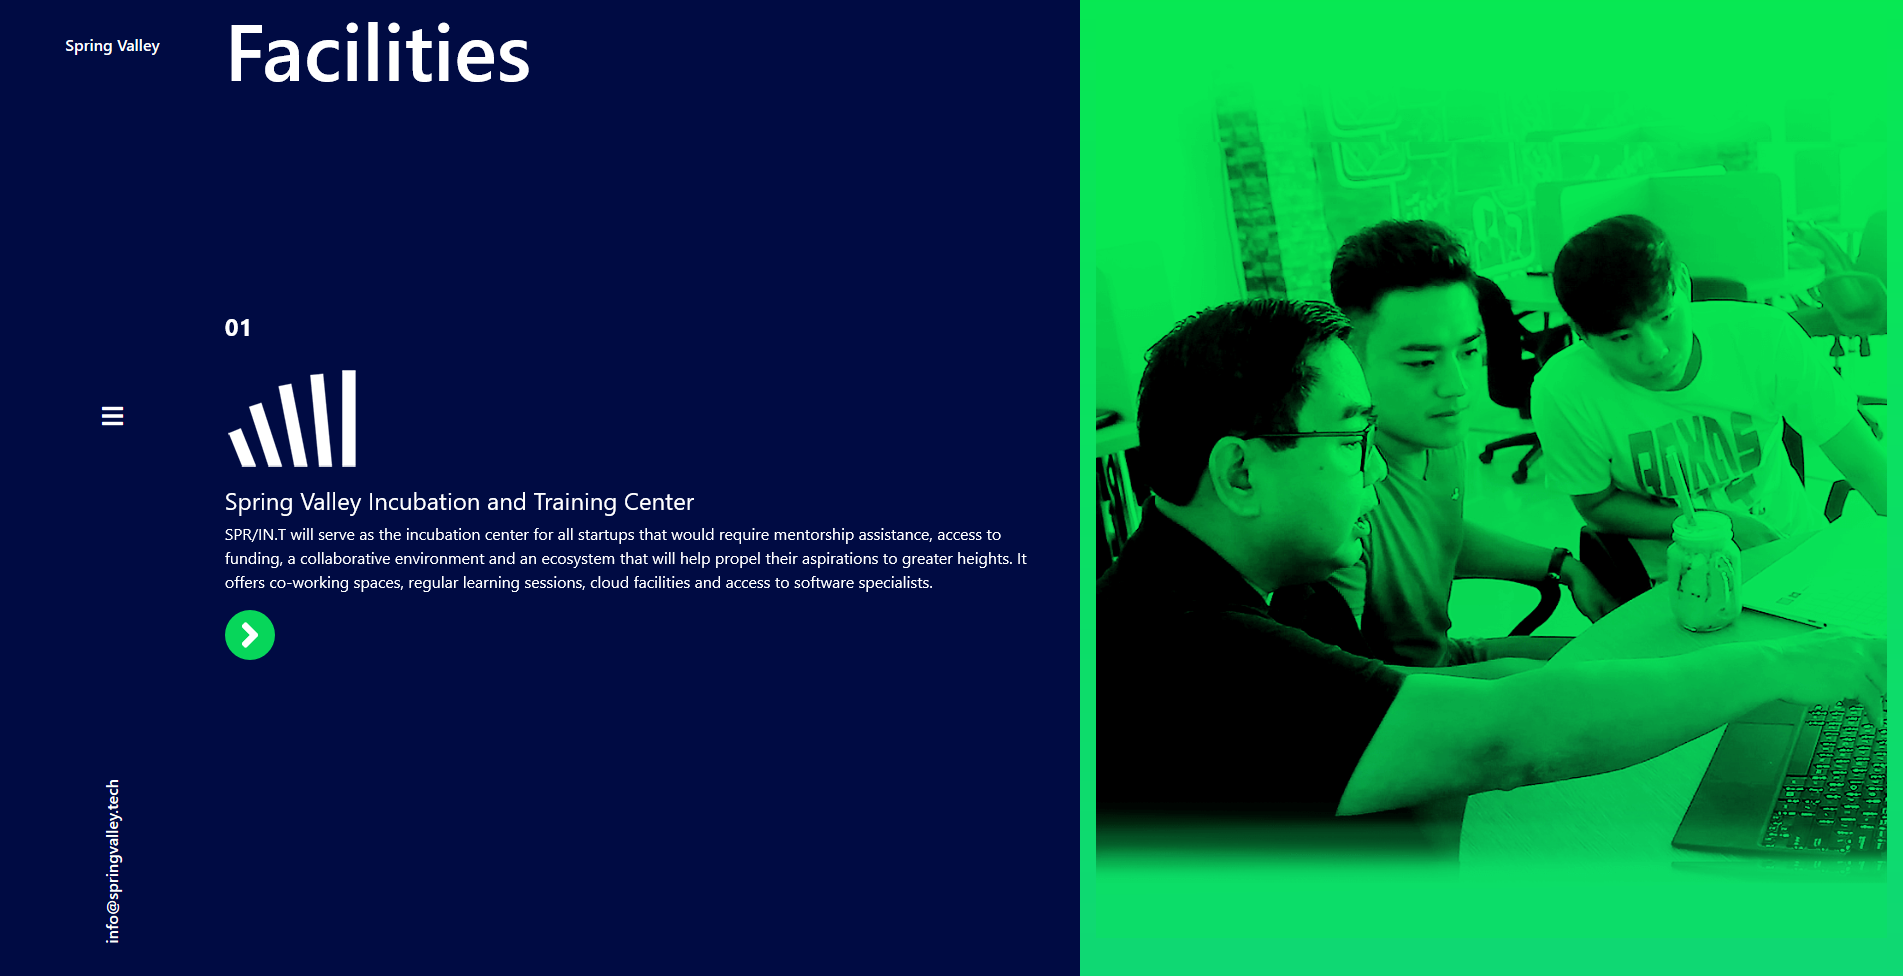 Spring Valley
Facilities
01
Spring Valley Incubation and Training Center
SPR/IN.T will serve as the incubation center for all startups that would require mentorship assistance, access to
funding, a collaborative environment and an ecosystem that will help propel their aspirations to greater heights. It
offers co-working spaces, regular learning sessions, cloud facilities and access to software specialists.
info@springvalley.tech